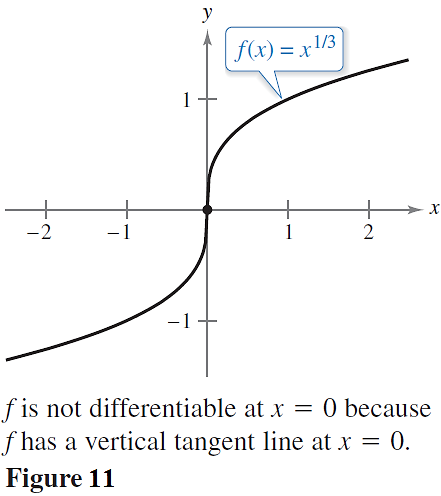 y
f(x) = x^{1/3}
1
x
−2 −1 1 2
−1
f is not differentiable at x = 0 because
f has a vertical tangent line at x = 0.
Figure 11